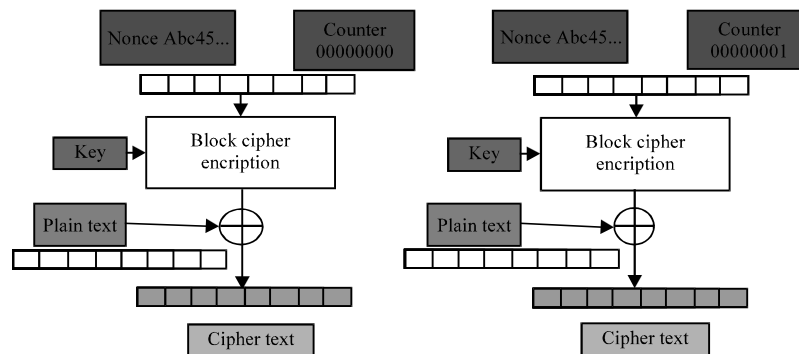 Nonce Abc45...
Counter
00000000
Nonce Abc45...
Counter
00000001
Key
Block cipher
encription
Key
Block cipher
encription
Plain text
Plain text
Cipher text
Cipher text